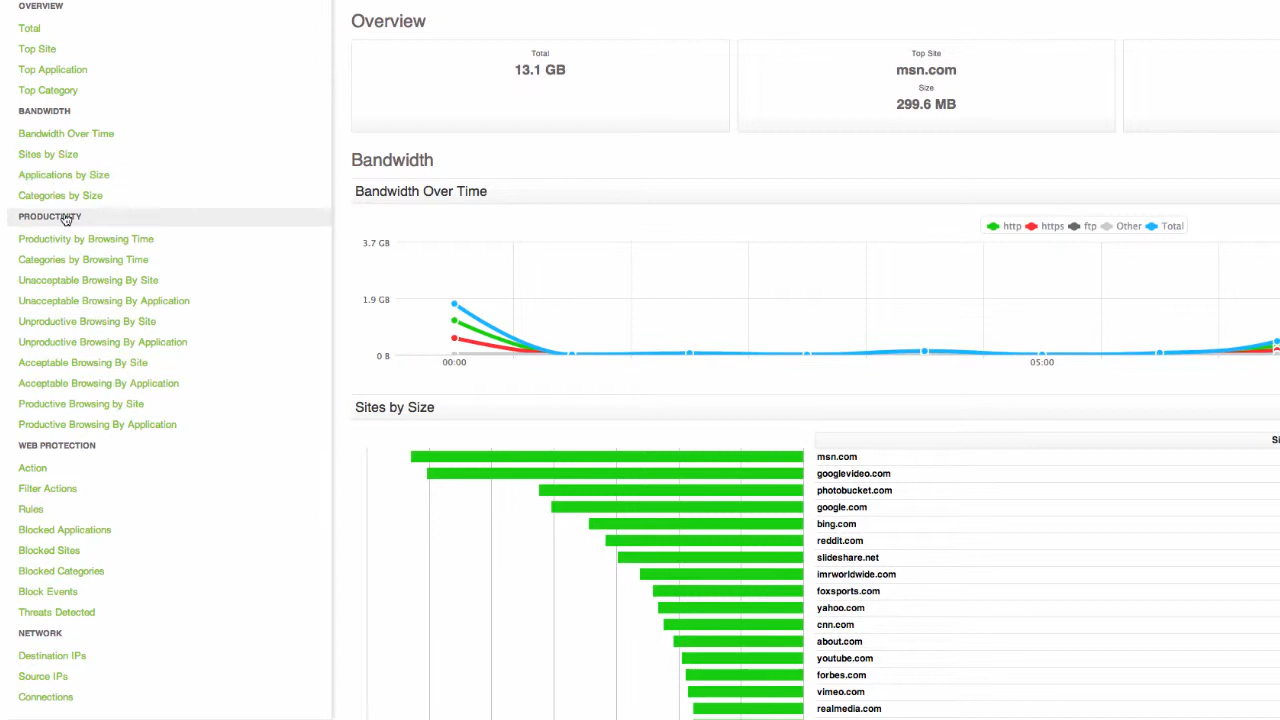 OVERVIEW
Total
Top Site
Top Application
Top Category
BANDWIDTH
Bandwidth Over Time
Sites by Size
Applications by Size
Categories by Size
PRODUCTIVITY
Productivity by Browsing Time
Categories by Browsing Time
Unacceptable Browsing By Site
Unacceptable Browsing By Application
Unproductive Browsing By Site
Unproductive Browsing By Application
Acceptable Browsing By Site
Acceptable Browsing By Application
Productive Browsing by Site
Productive Browsing By Application
WEB PROTECTION
Action
Filter Actions
Rules
Blocked Applications
Blocked Sites
Blocked Categories
Block Events
Threats Detected
NETWORK
Destination IPs
Source IPs
Connections
Overview
Total
13.1 GB
Top Site
msn.com
Size
299.6 MB
Bandwidth
Bandwidth Over Time
http https ftp Other Total
3.7 GB
1.9 GB
0 B
00:00 05:00
Sites by Size
msn.com
googlevideo.com
photobucket.com
google.com
bing.com
reddit.com
slideshare.net
imrworldwide.com
foxsports.com
yahoo.com
cnn.com
about.com
youtube.com
forbes.com
vimeo.com
realmedia.com